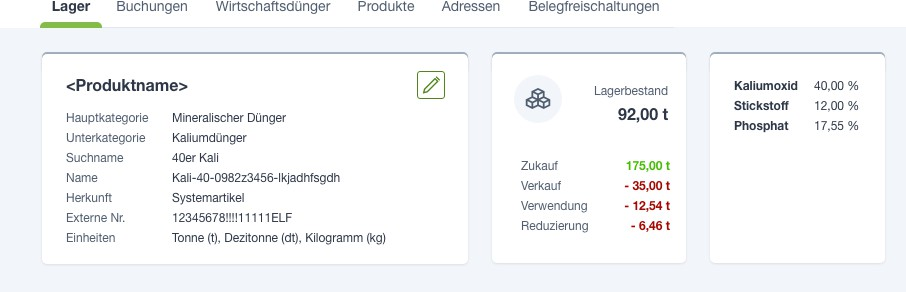 Lager Buchungen Wirtschaftsdünger Produkte Adressen Belegfreischaltungen
<Produktname>
Hauptkategorie Mineralischer Dünger
Unterkategorie Kaliumdünger
Suchname 40er Kali
Name Kali-40-0982z3456-lkjadhfsgdh
Herkunft Systemartikel
Externe Nr. 12345678!!!!11111ELF
Einheiten Tonne (t), Dezitonne (dt), Kilogramm (kg)
Lagerbestand
92,00 t
Zukauf 175,00 t
Verkauf - 35,00 t
Verwendung - 12,54 t
Reduzierung - 6,46 t
Kaliumoxid 40,00 %
Stickstoff 12,00 %
Phosphat 17,55 %